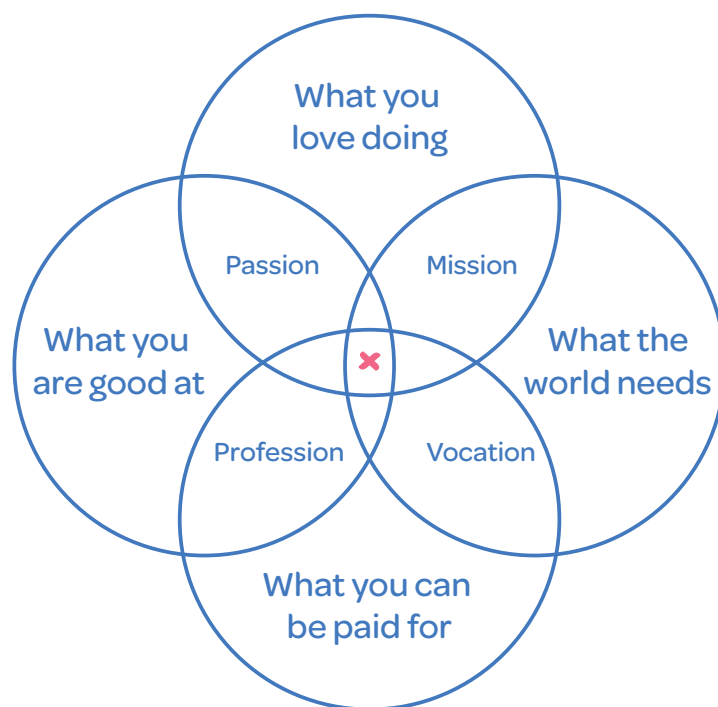 What you
love doing
Passion
Mission
What you
are good at
What the
world needs
Profession
Vocation
What you can
be paid for